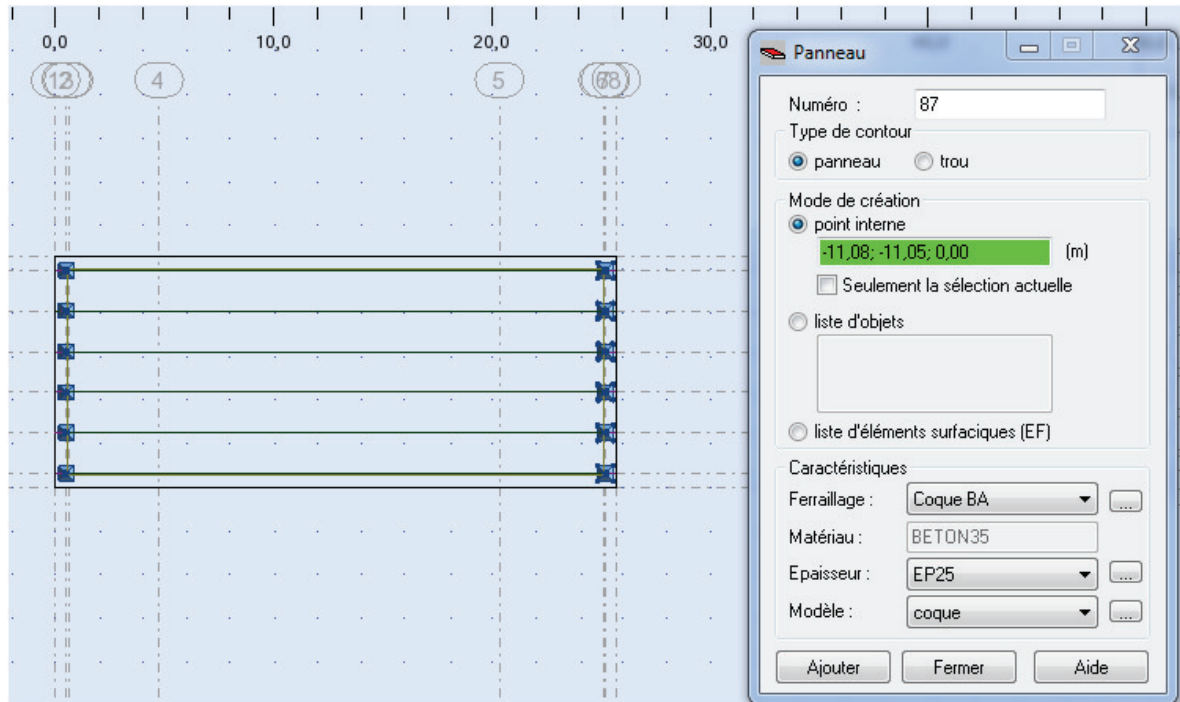 0,0 10,0 20,0 30,0
4 5
Panneau
Numéro : 87
Type de contour
panneau trou
Mode de création
point interne
-11,08; -11,05; 0,00 (m)
Seulement la sélection actuelle
liste d'objets
liste d'éléments surfaciques (EF)
Caractéristiques
Ferraillage : Coque BA ...
Matériau : BETON35
Epaisseur : EP25 ...
Modèle : coque ...
Ajouter Fermer Aide